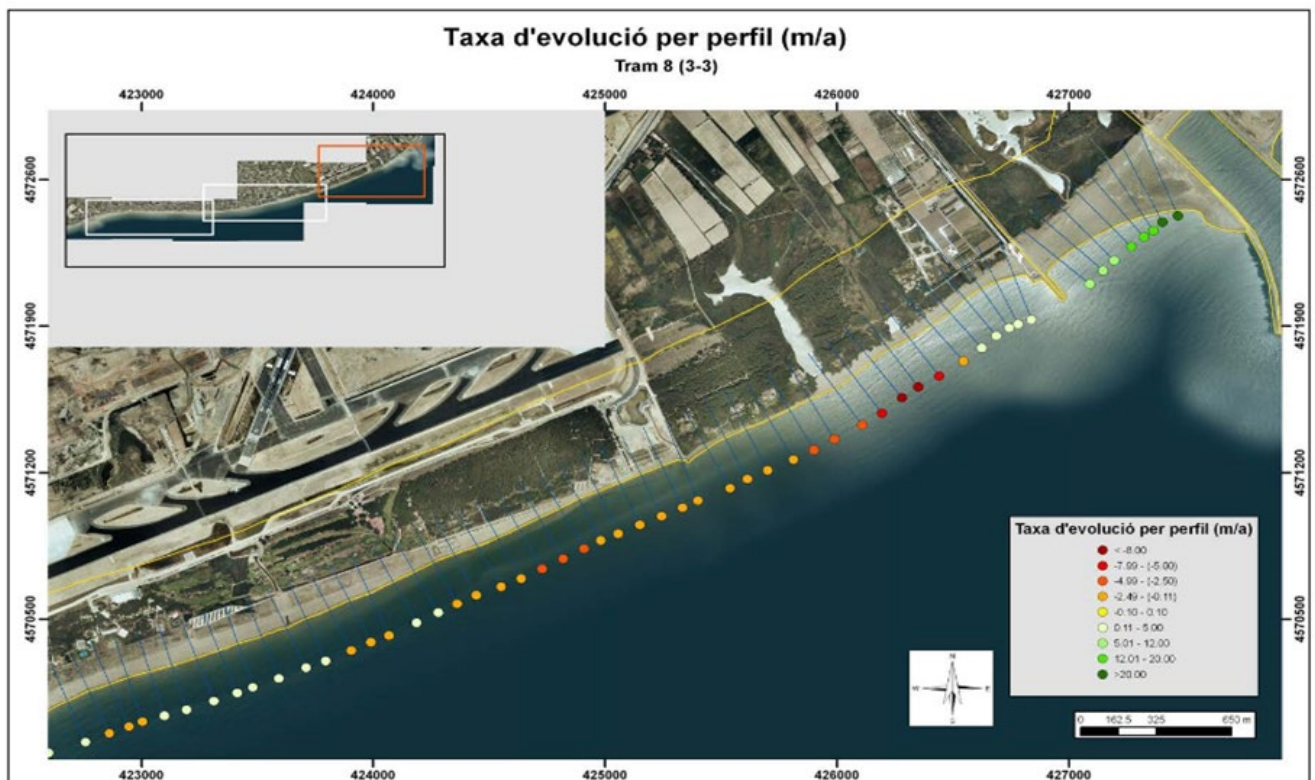 Taxa d'evolució per perfil (m/a)
Tram 8 (3-3)
423000 424000 425000 426000 427000
4572600 4572600
4571900 4571900
4571200 4571200
4570500 4570500
Taxa d'evolució per perfil (m/a)
< -8.00
-7.99 - (-5.00)
-4.99 - (-2.50)
-2.49 - (-0.11)
-0.10 - 0.10
0.11 - 5.00
5.01 - 12.00
12.01 - 20.00
>20.00
N
W E
S
0 162.5 325 650 m
423000 424000 425000 426000 427000